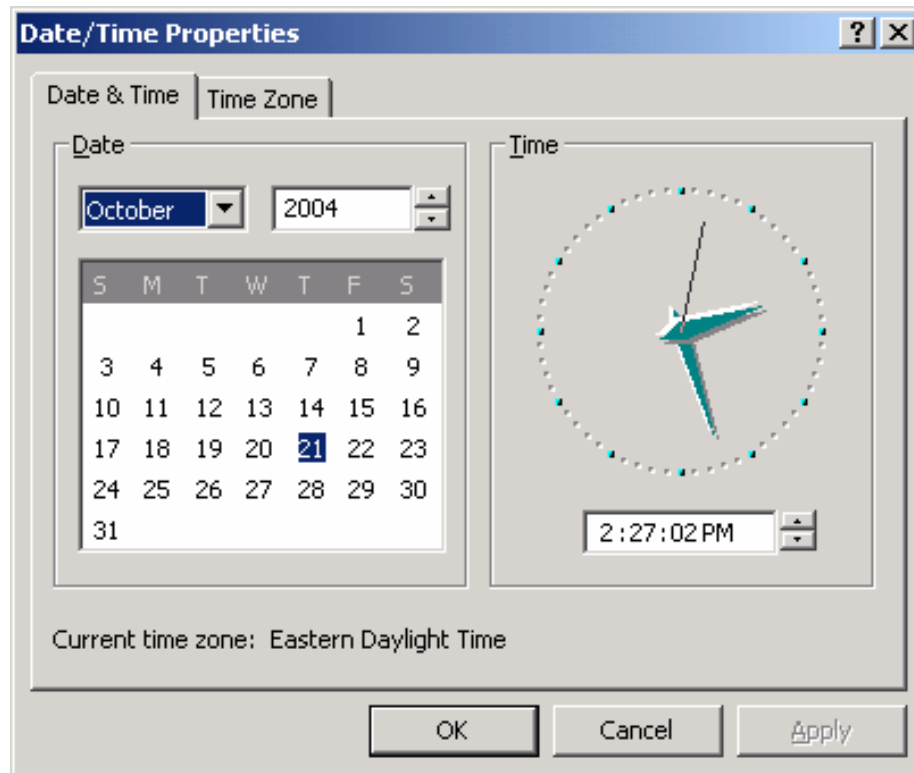 Date/Time Properties
Date & Time Time Zone
Date
October 2004
S M T W T F S
1 2
3 4 5 6 7 8 9
10 11 12 13 14 15 16
17 18 19 20 21 22 23
24 25 26 27 28 29 30
31
Time
2:27:02 PM
Current time zone: Eastern Daylight Time
OK Cancel Apply